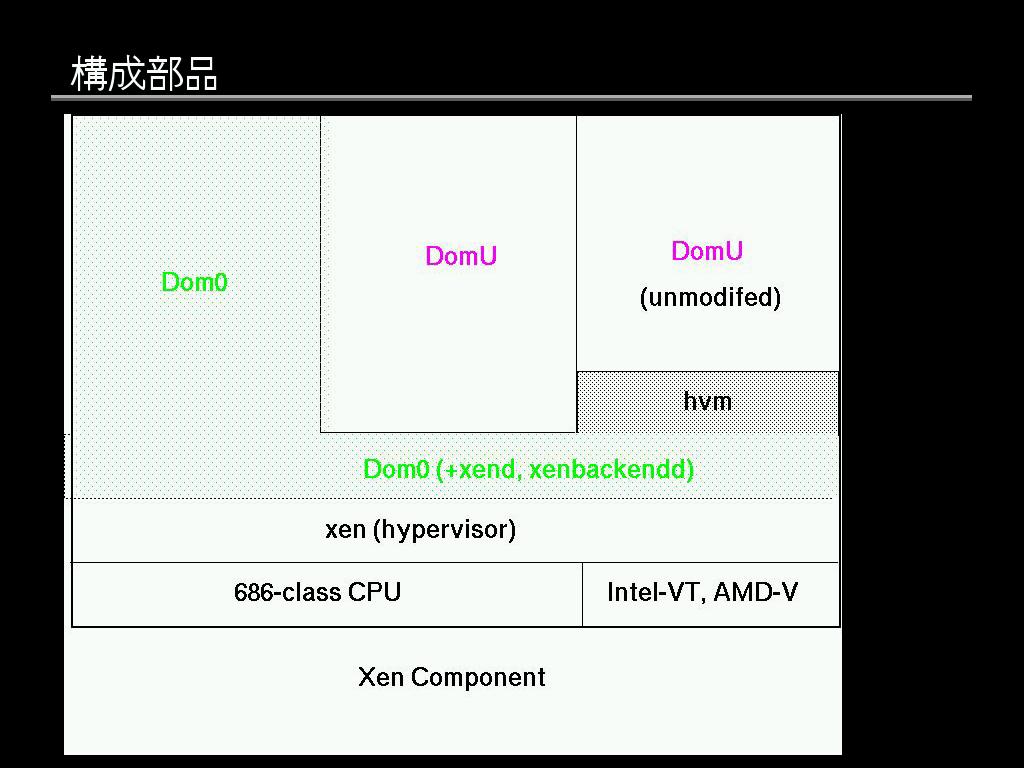 構成部品
DomU
DomU
Dom0
(unmodifed)
hvm
Dom0 (+xend, xenbackendd)
xen (hypervisor)
686-class CPU
Intel-VT, AMD-V
Xen Component